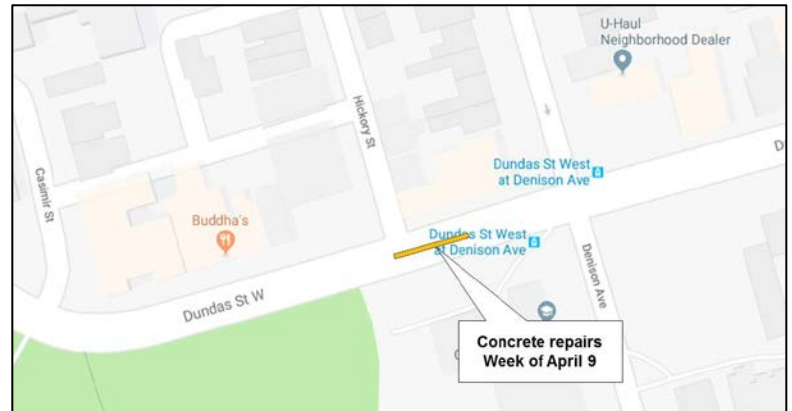 U-Haul
Neighborhood Dealer
Hickory St
Casimir St
Dundas St West
at Denison Ave
D
Buddha's
Dundas St West
at Denison Ave
Denison Ave
Dundas St W
Concrete repairs
Week of April 9